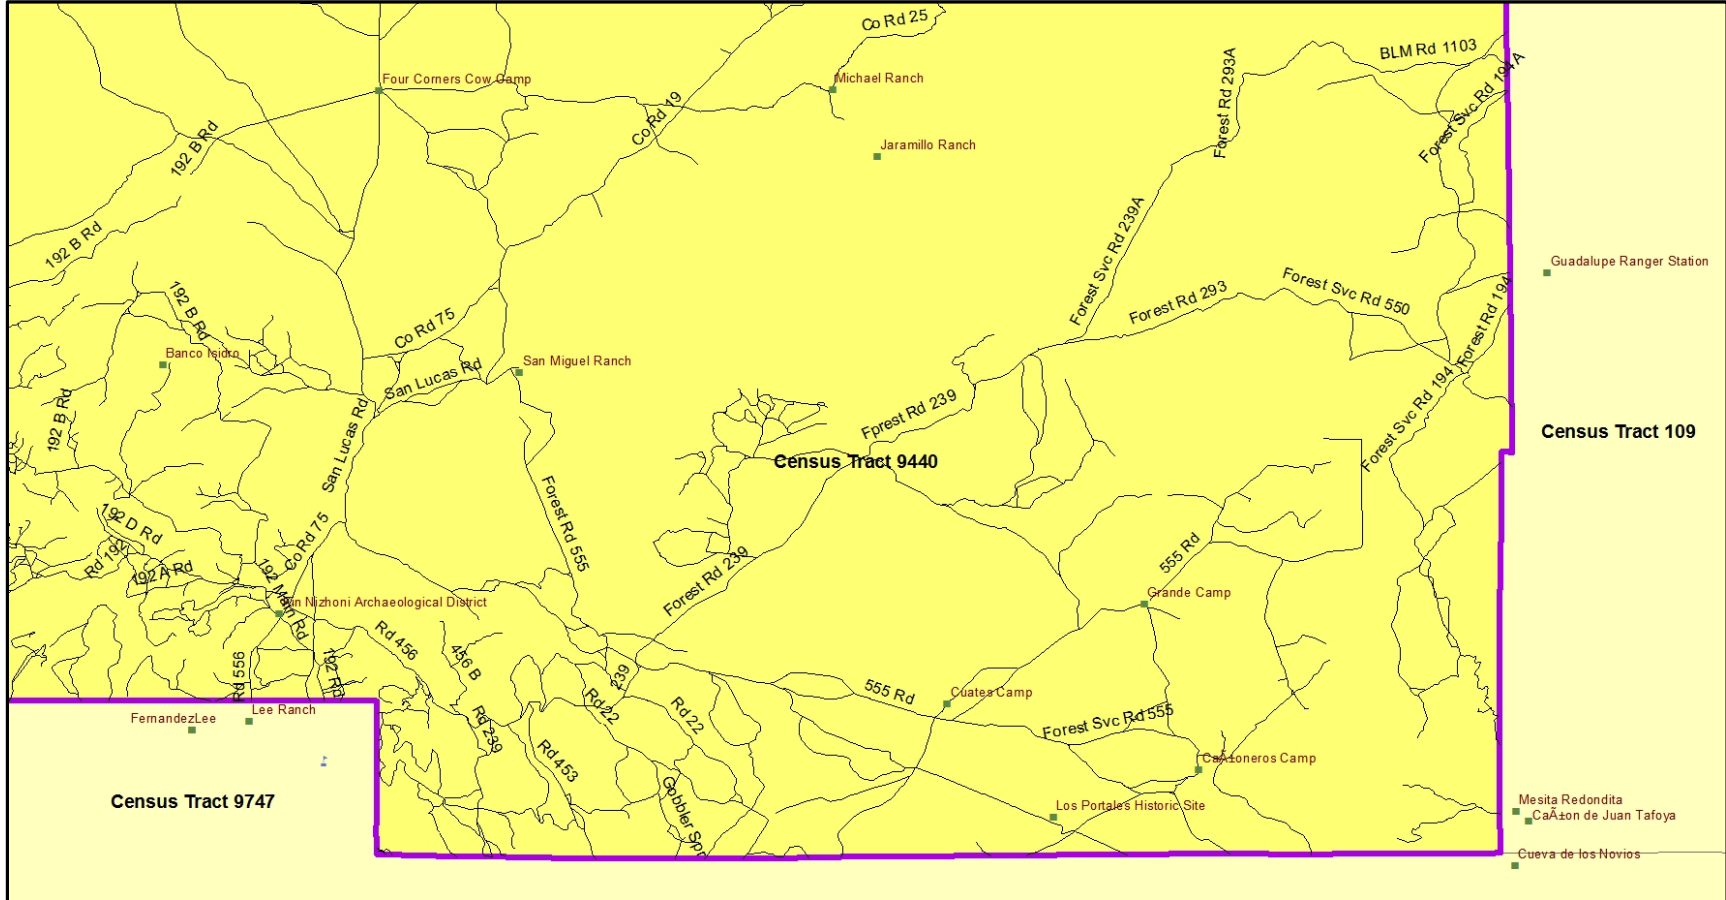 Co Rd 25
BLM Rd 1103
Four Corners Cow Camp
Michael Ranch
Forest Rd 293A
Forest Svc Rd 194A
Co Rd 19
192 B Rd
Jaramillo Ranch
192 B Rd
Forest Svc Rd 239A
Guadalupe Ranger Station
192 B Rd
Co Rd 75
Forest Rd 293
Forest Svc Rd 550
Forest Rd 194
Banco Isidro
San Lucas Rd
San Miguel Ranch
192 B Rd
San Lucas Rd
Fprest Rd 239
Forest Svc Rd 194
Census Tract 109
Census Tract 9440
192 D Rd
Co Rd 75
Forest Rd 555
Rd 192
192 A Rd
192 Main Rd
Forest Rd 239
555 Rd
Grande Camp
Nizhoni Archaeological District
Rd 456
456 B
Rd 556
192 Rd
239
Rd 22
Rd 22
555 Rd
Cuates Camp
FernandezLee
Lee Ranch
Rd 239
Rd 453
Forest Svc Rd 555
CaÃ±oneros Camp
Census Tract 9747
Gobbler Spr
Los Portales Historic Site
Mesita Redondita
CaÃ±on de Juan Tafoya
Cueva de los Novios